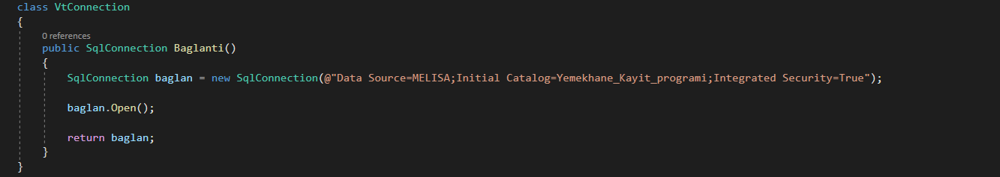 class VtConnection
{
0 references
public SqlConnection Baglanti()
{
SqlConnection baglan = new SqlConnection(@"Data Source=MELISA;Initial Catalog=Yemekhane_Kayit_programi;Integrated Security=True");
baglan.Open();
return baglan;
}
}